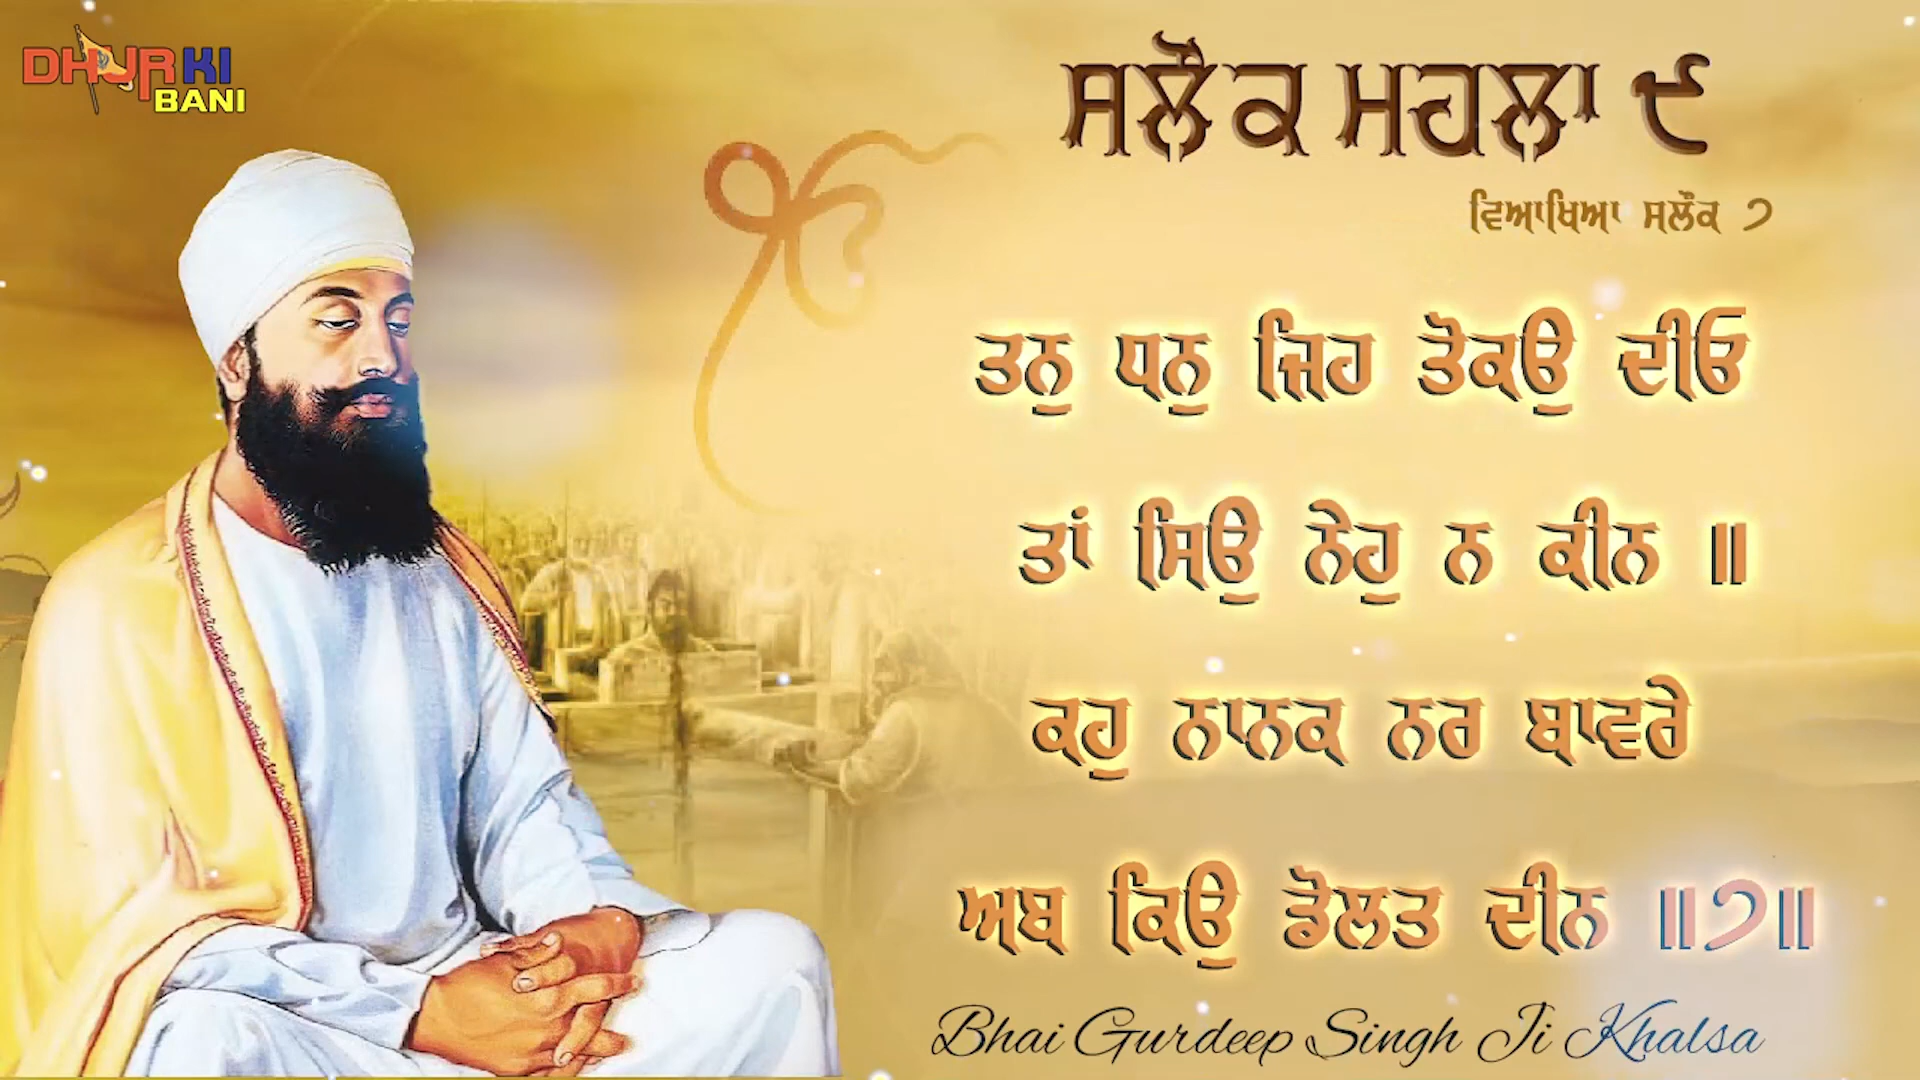 DHUR KI
BANI
ਸਲੋਕ ਮਹਲਾ ੯
ਵਿਆਖਿਆ ਸਲੋਕ ੭
ਤਨੁ ਧਨੁ ਜਿਹ ਤੋਕਉ ਦੀਓ
ਤਾਂ ਸਿਉ ਨੇਹੁ ਨ ਕੀਨ ॥
ਕਹੁ ਨਾਨਕ ਨਰ ਬਾਵਰੇ
ਅਬ ਕਿਉ ਡੋਲਤ ਦੀਨ ॥੭॥
Bhai Gurdeep Singh Ji Khalsa